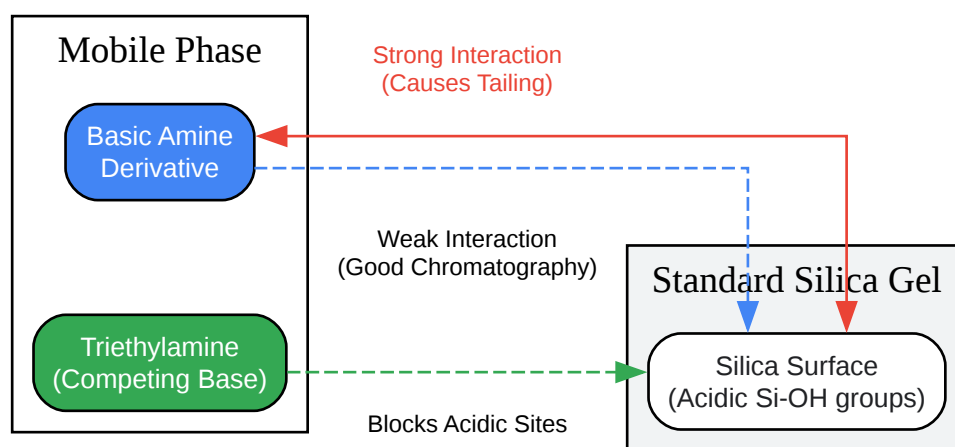 Mobile Phase
Strong Interaction
(Causes Tailing)
Basic Amine
Derivative
Weak Interaction
(Good Chromatography)
Standard Silica Gel
Triethylamine
(Competing Base)
Silica Surface
(Acidic Si-OH groups)
Blocks Acidic Sites